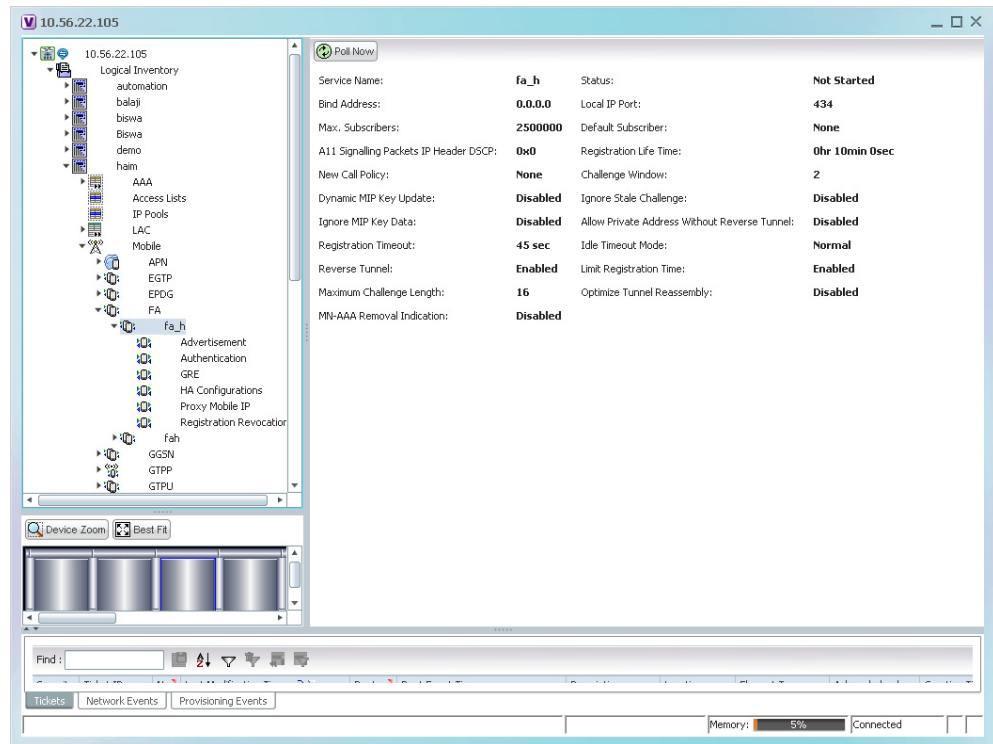 10.56.22.105
10.56.22.105
Logical Inventory
automation
balaji
biswa
Biswa
demo
haim
AAA
Access Lists
IP Pools
LAC
Mobile
APN
EGTP
EPDG
FA
fa_h
Advertisement
Authentication
GRE
HA Configurations
Proxy Mobile IP
Registration Revocation
fah
GGSN
GTPP
GTPU
Device Zoom Best Fit
Poll Now
Service Name: fa_h Status: Not Started
Bind Address: 0.0.0.0 Local IP Port: 434
Max. Subscribers: 2500000 Default Subscriber: None
A11 Signalling Packets IP Header DSCP: 0x0 Registration Life Time: 0hr 10min 0sec
New Call Policy: None Challenge Window: 2
Dynamic MIP Key Update: Disabled Ignore Stale Challenge: Disabled
Ignore MIP Key Data: Disabled Allow Private Address Without Reverse Tunnel: Disabled
Registration Timeout: 45 sec Idle Timeout Mode: Normal
Reverse Tunnel: Enabled Limit Registration Time: Enabled
Maximum Challenge Length: 16 Optimize Tunnel Reassembly: Disabled
MN-AAA Removal Indication: Disabled
Find :
Tickets Network Events Provisioning Events
Memory: 5% Connected